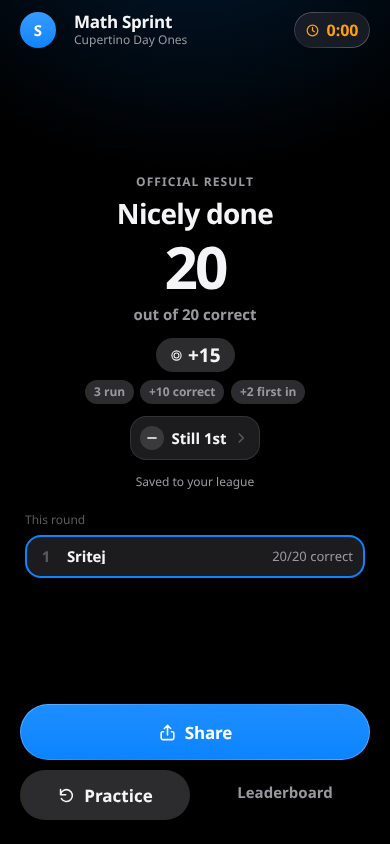 S
Math Sprint
Cupertino Day Ones
0:00
OFFICIAL RESULT
Nicely done
20
out of 20 correct
+15
3 run +10 correct +2 first in
Still 1st
Saved to your league
This round
1 Sritej 20/20 correct
Share
Practice
Leaderboard